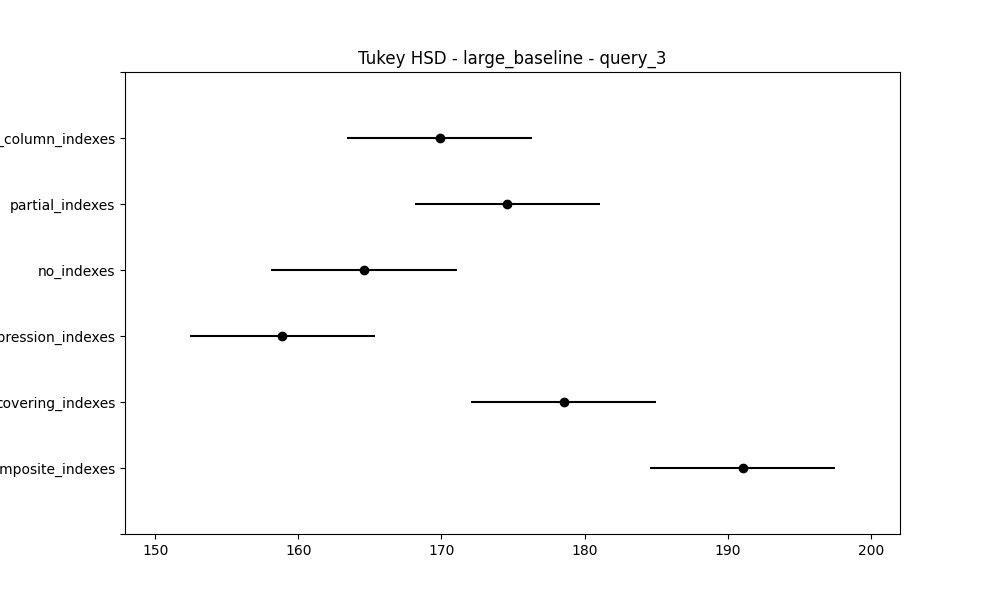 Tukey HSD - large_baseline - query_3
_column_indexes
partial_indexes
no_indexes
pression_indexes
covering_indexes
mposite_indexes
150 160 170 180 190 200